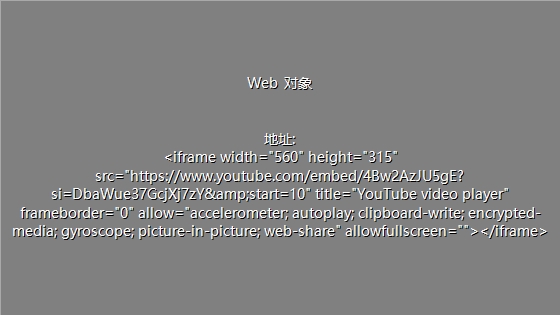 Web 对象
地址:
<iframe width="560" height="315"
src="https://www.youtube.com/embed/4Bw2AzJU5gE?
si=DbaWue37GcjXj7zY&amp;start=10" title="YouTube video player"
frameborder="0" allow="accelerometer; autoplay; clipboard-write; encrypted-
media; gyroscope; picture-in-picture; web-share" allowfullscreen=""></iframe>